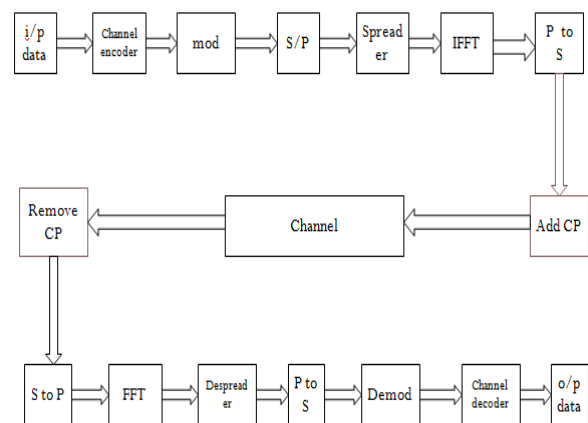 i/p
data
Channel
encoder
mod
S/P
Spread
er
IFFT
P to
S
Remove
CP
Channel
Add CP
S to P
FFT
Despread
er
P to
S
Demod
Channel
decoder
o/p
data